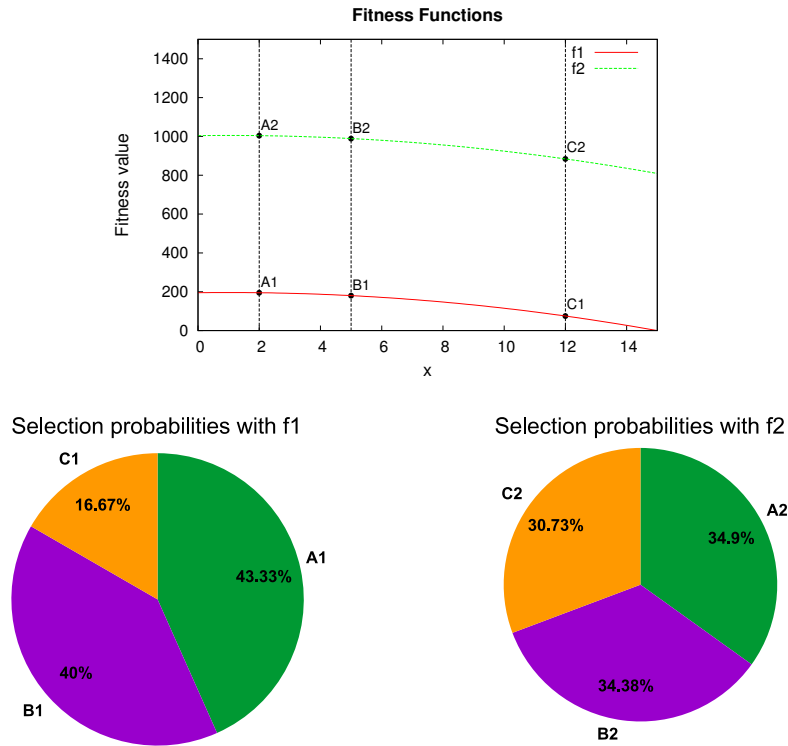 Fitness Functions
1400
1200
1000
800
600
400
200
0
Fitness value
f1
f2
A2
B2
C2
A1
B1
C1
0 2 4 6 8 10 12 14
x
Selection probabilities with f1
C1
16.67%
A1
43.33%
40%
B1
Selection probabilities with f2
C2
30.73%
A2
34.9%
34.38%
B2